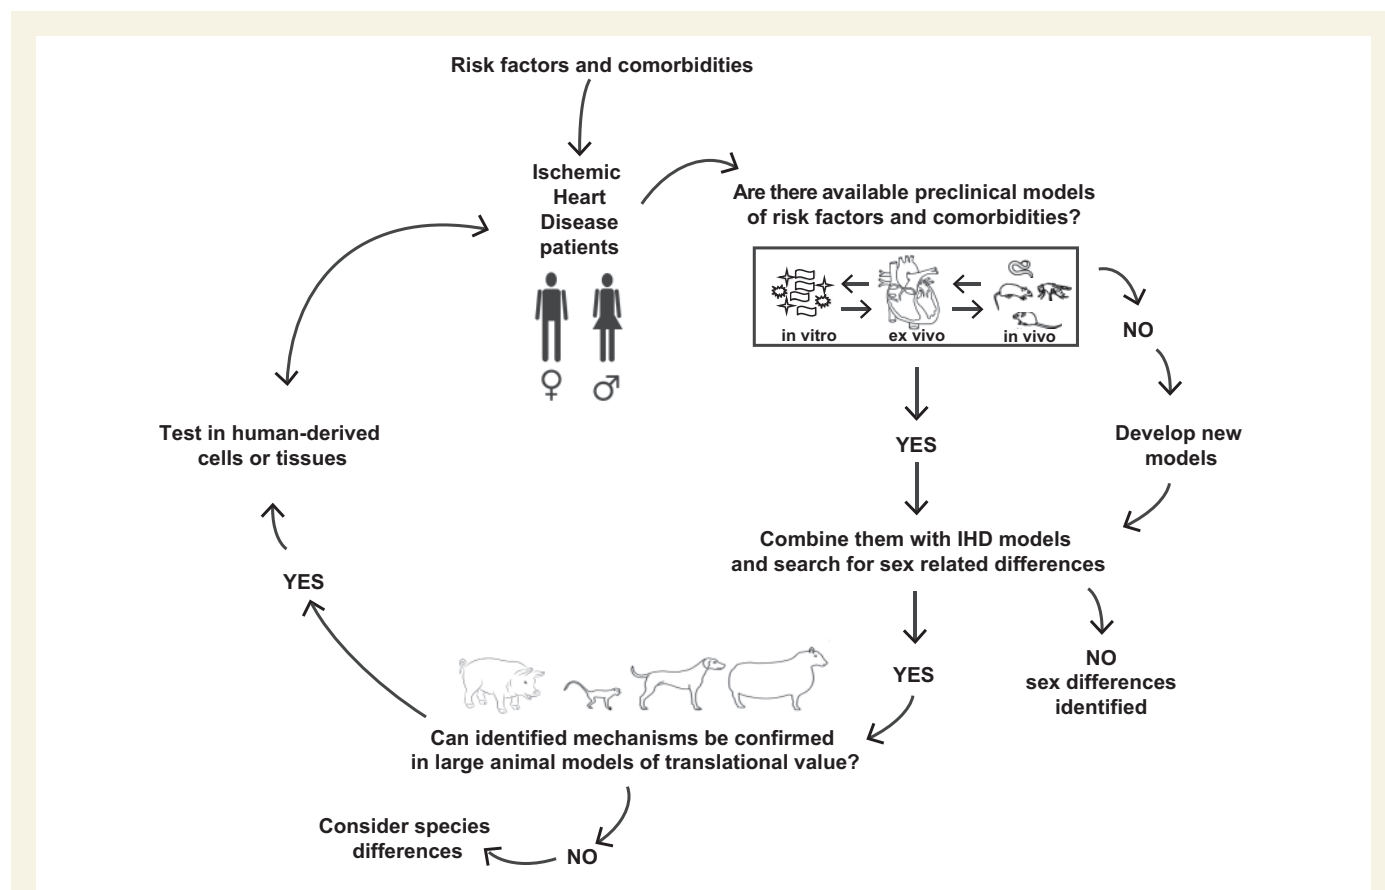 Risk factors and comorbidities
Ischemic
Heart
Disease
patients
♀
♂
Are there available preclinical models
of risk factors and comorbidities?
in vitro
ex vivo
in vivo
NO
Develop new
models
YES
Combine them with IHD models
and search for sex related differences
NO
sex differences
identified
YES
Can identified mechanisms be confirmed
in large animal models of translational value?
NO
Consider species
differences
YES
Test in human-derived
cells or tissues